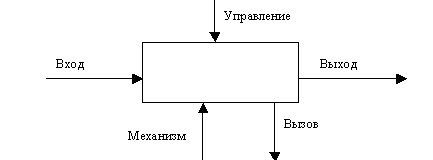 Управление
Вход
Выход
Механизм
Вызов